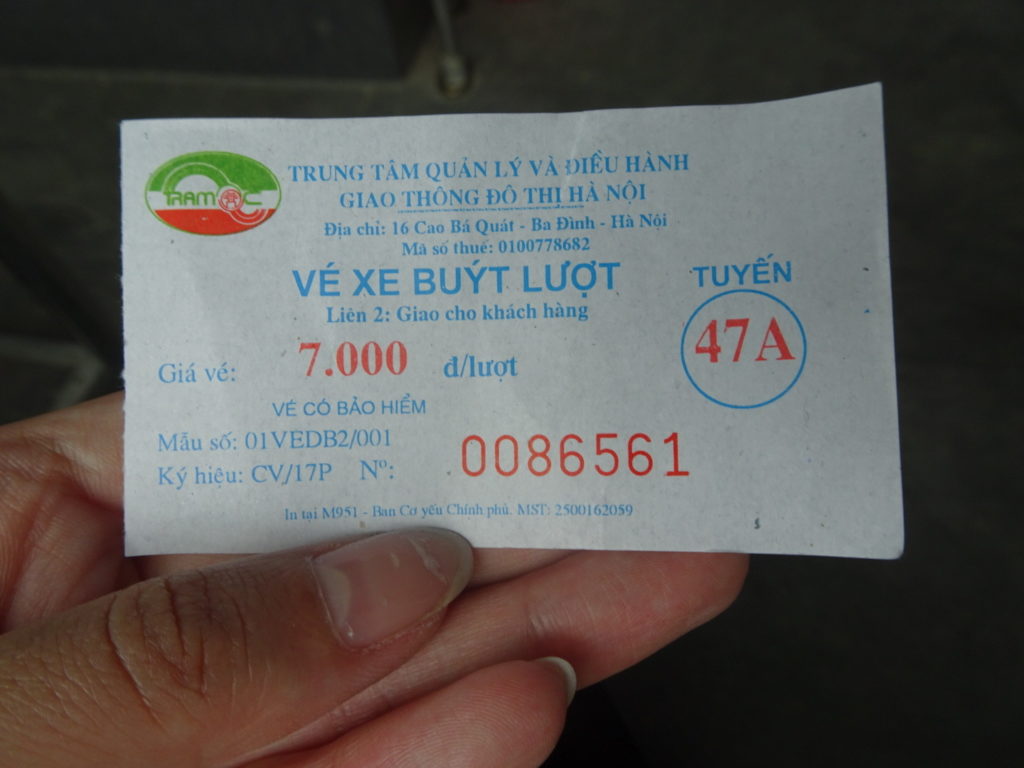 TRAMOC
TRUNG TÂM QUẢN LÝ VÀ ĐIỀU HÀNH
GIAO THÔNG ĐÔ THỊ HÀ NỘI
Địa chỉ: 16 Cao Bá Quát - Ba Đình - Hà Nội
Mã số thuế: 0100778682
VÉ XE BUÝT LƯỢT
TUYẾN
Liên 2: Giao cho khách hàng
47A
Giá vé: 7.000 đ/lượt
VÉ CÓ BẢO HIỂM
Mẫu số: 01VEDB2/001
Ký hiệu: CV/17P Nº: 0086561
In tại M951 - Ban Cơ yếu Chính phủ. MST: 2500162059